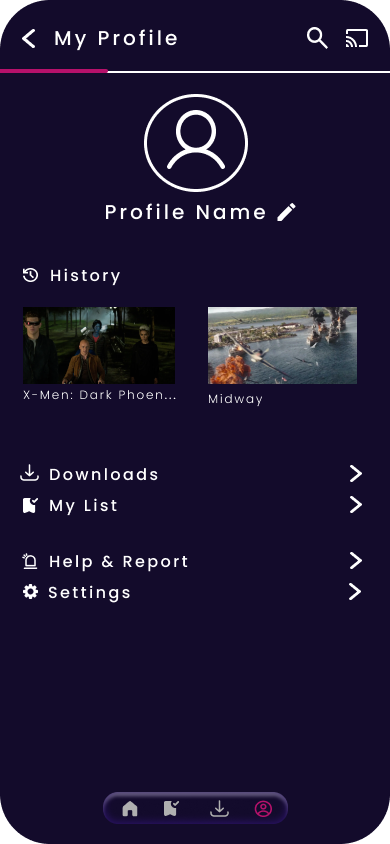 My Profile
Profile Name
History
X-Men: Dark Phoen...
Midway
Downloads
My List
Help & Report
Settings